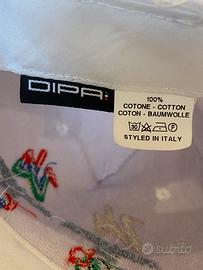 DIPA:
100%
COTONE - COTTON
COTON - BAUMWOLLE
STYLED IN ITALY
subito